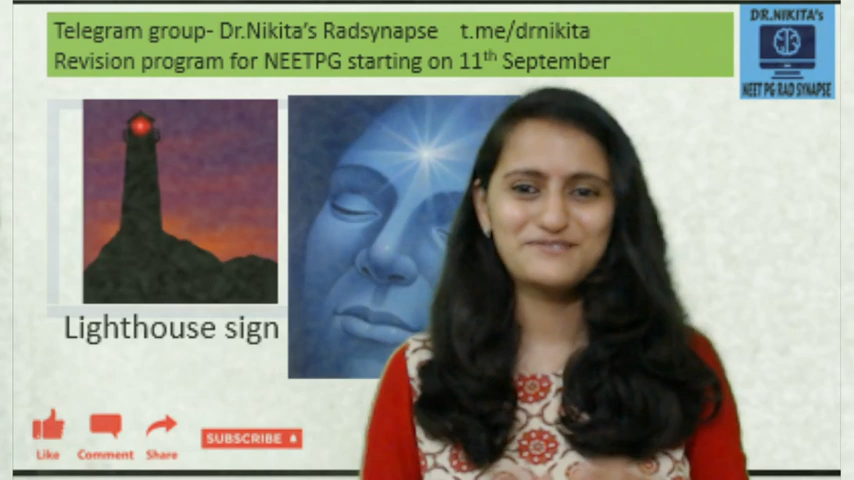 Telegram group- Dr.Nikita's Radsynapse t.me/drnikita
Revision program for NEETPG starting on 11th September
DR.NIKITA's
NEET PG RAD SYNAPSE
Lighthouse sign
Like Comment Share
SUBSCRIBE